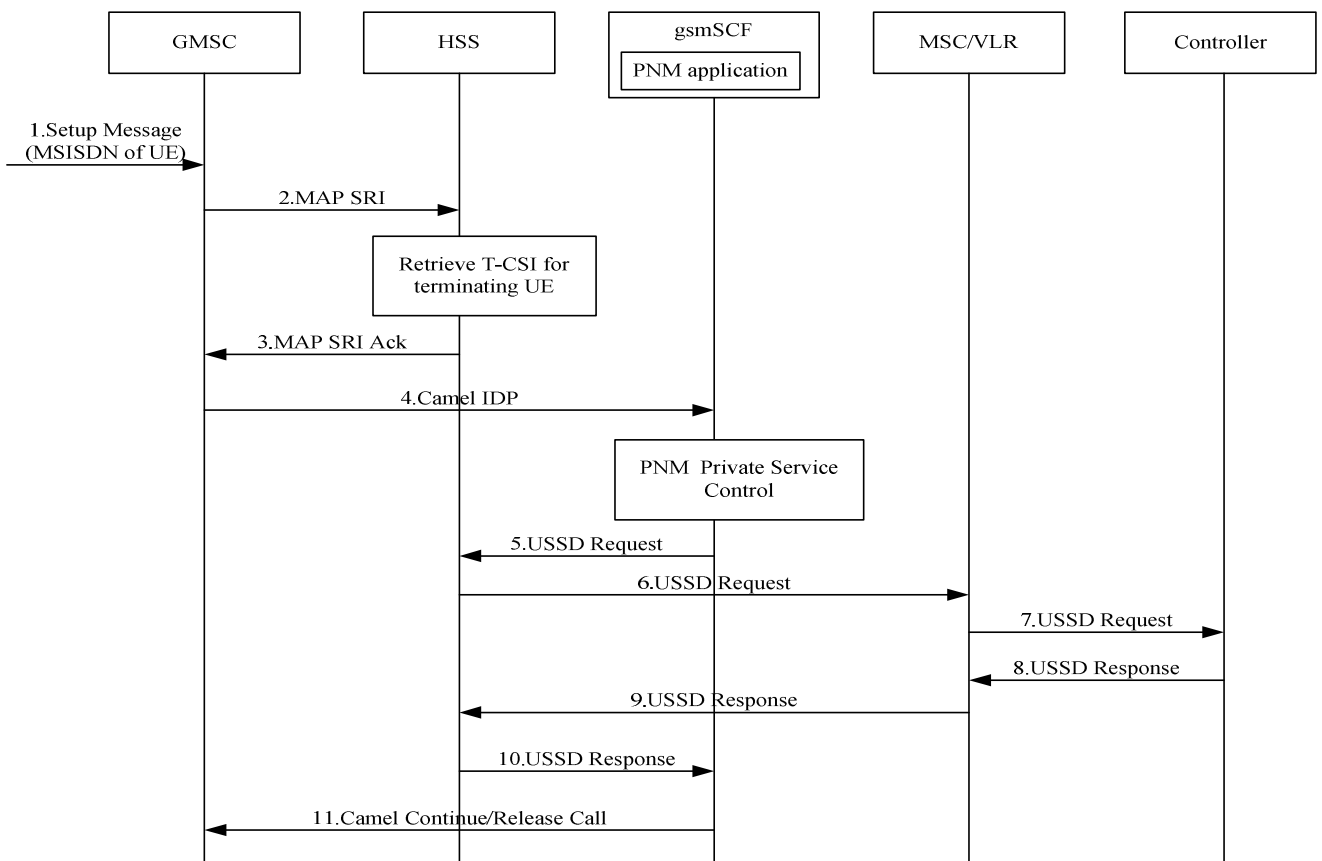 GMSC
HSS
gsmSCF
PNM application
MSC/VLR
Controller
1.Setup Message
(MSISDN of UE)
2.MAP SRI
Retrieve T-CSI for
terminating UE
3.MAP SRI Ack
4.Camel IDP
PNM Private Service
Control
5.USSD Request
6.USSD Request
7.USSD Request
8.USSD Response
9.USSD Response
10.USSD Response
11.Camel Continue/Release Call